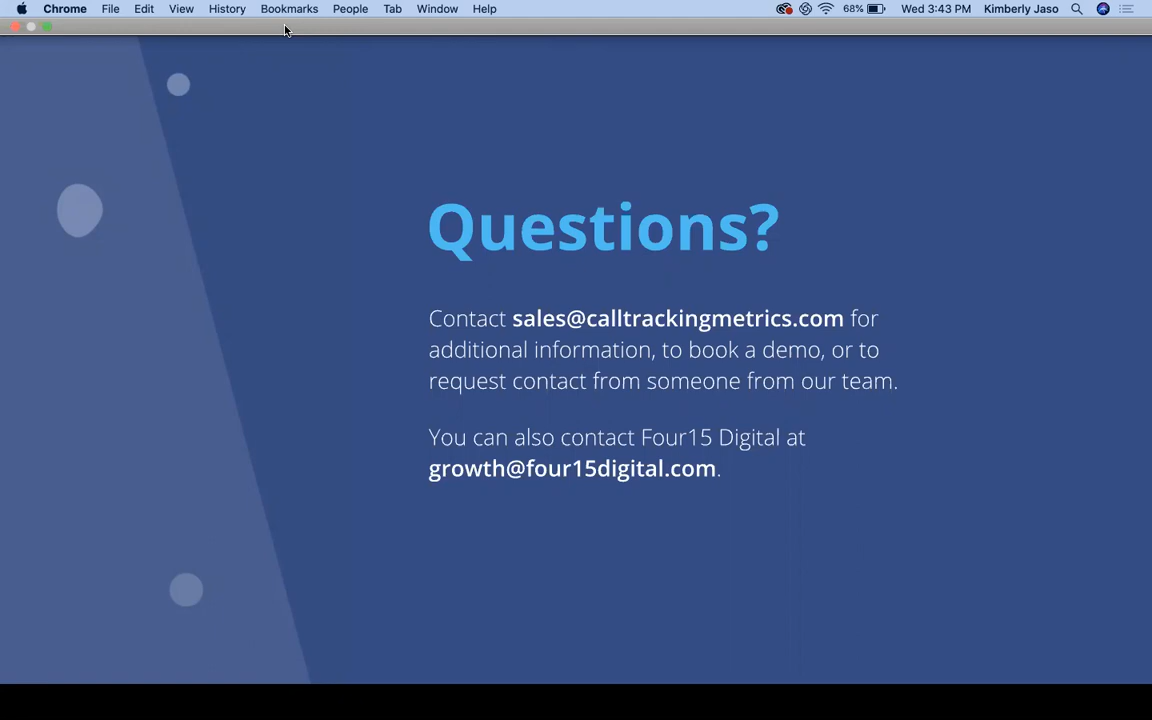 Chrome File Edit View History Bookmarks People Tab Window Help 68% Wed 3:43 PM Kimberly Jaso
Questions?
Contact sales@calltrackingmetrics.com for
additional information, to book a demo, or to
request contact from someone from our team.
You can also contact Four15 Digital at
growth@four15digital.com.